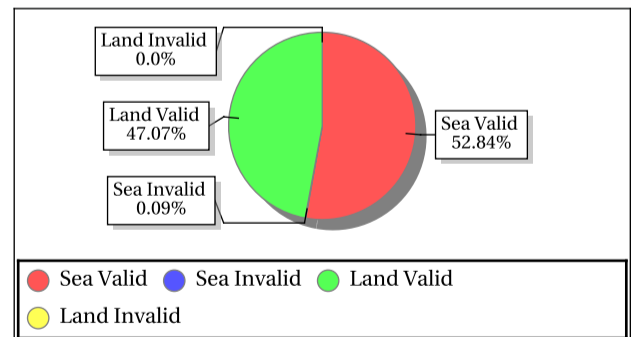 Land Invalid
0.0%
Land Valid
47.07%
Sea Valid
52.84%
Sea Invalid
0.09%
Sea Valid
Sea Invalid
Land Valid
Land Invalid